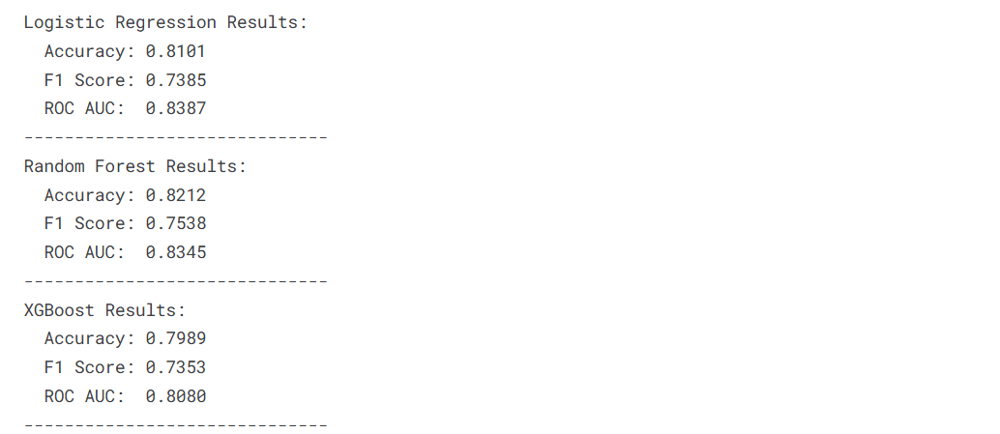 Logistic Regression Results:
  Accuracy: 0.8101
  F1 Score: 0.7385
  ROC AUC:  0.8387
------------------------------
Random Forest Results:
  Accuracy: 0.8212
  F1 Score: 0.7538
  ROC AUC:  0.8345
------------------------------
XGBoost Results:
  Accuracy: 0.7989
  F1 Score: 0.7353
  ROC AUC:  0.8080
------------------------------